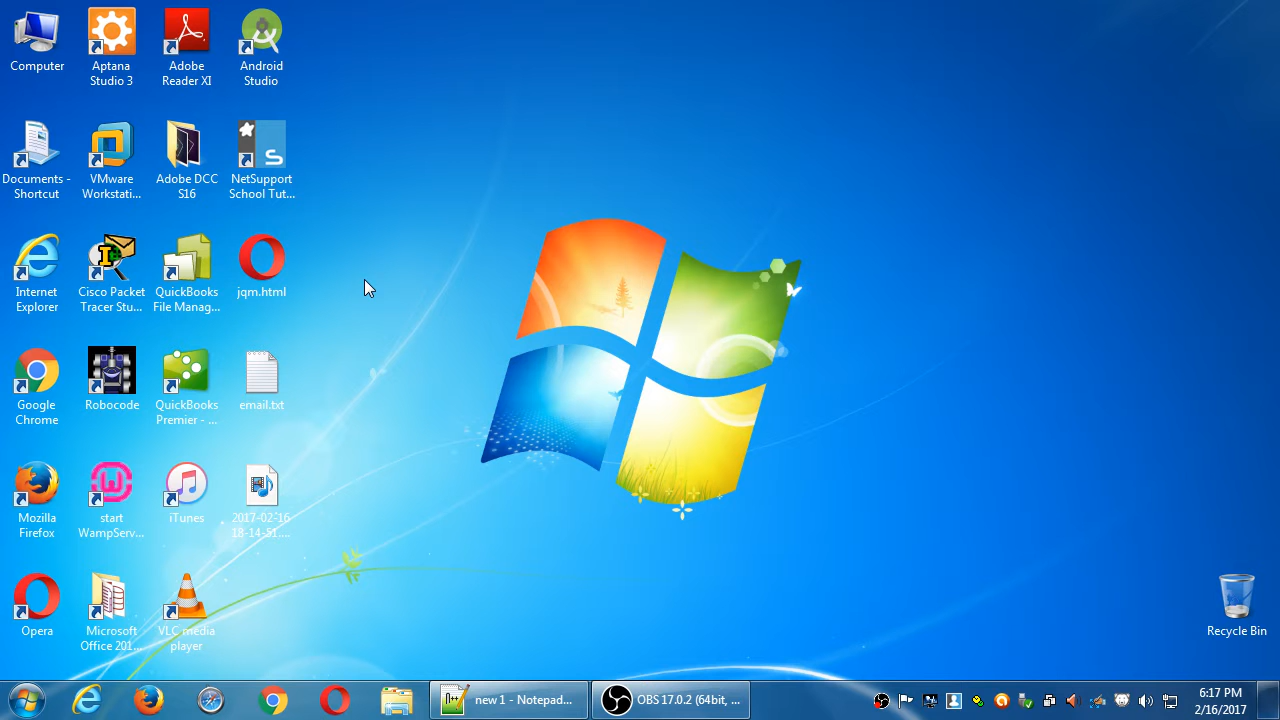 Computer
Aptana
Studio 3
Adobe
Reader XI
Android
Studio
Documents -
Shortcut
VMware
Workstati...
Adobe DCC
S16
NetSupport
School Tut...
Internet
Explorer
Cisco Packet
Tracer Stu...
QuickBooks
File Manag...
jqm.html
Google
Chrome
Robocode
QuickBooks
Premier - ...
email.txt
Mozilla
Firefox
start
WampServ...
iTunes
2017-02-16
18-14-51....
Opera
Microsoft
Office 201...
VLC media
player
Recycle Bin
new 1 - Notepad...
OBS 17.0.2 (64bit, ...
6:17 PM
2/16/2017